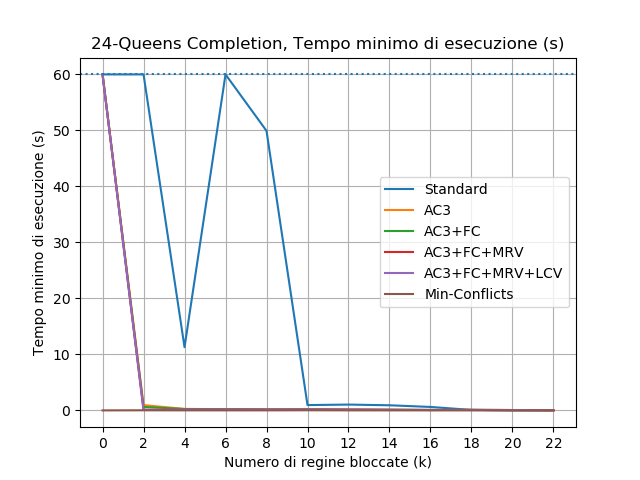 24-Queens Completion, Tempo minimo di esecuzione (s)
Tempo minimo di esecuzione (s)
60
50
40
30
20
10
0
Standard
AC3
AC3+FC
AC3+FC+MRV
AC3+FC+MRV+LCV
Min-Conflicts
0 2 4 6 8 10 12 14 16 18 20 22
Numero di regine bloccate (k)